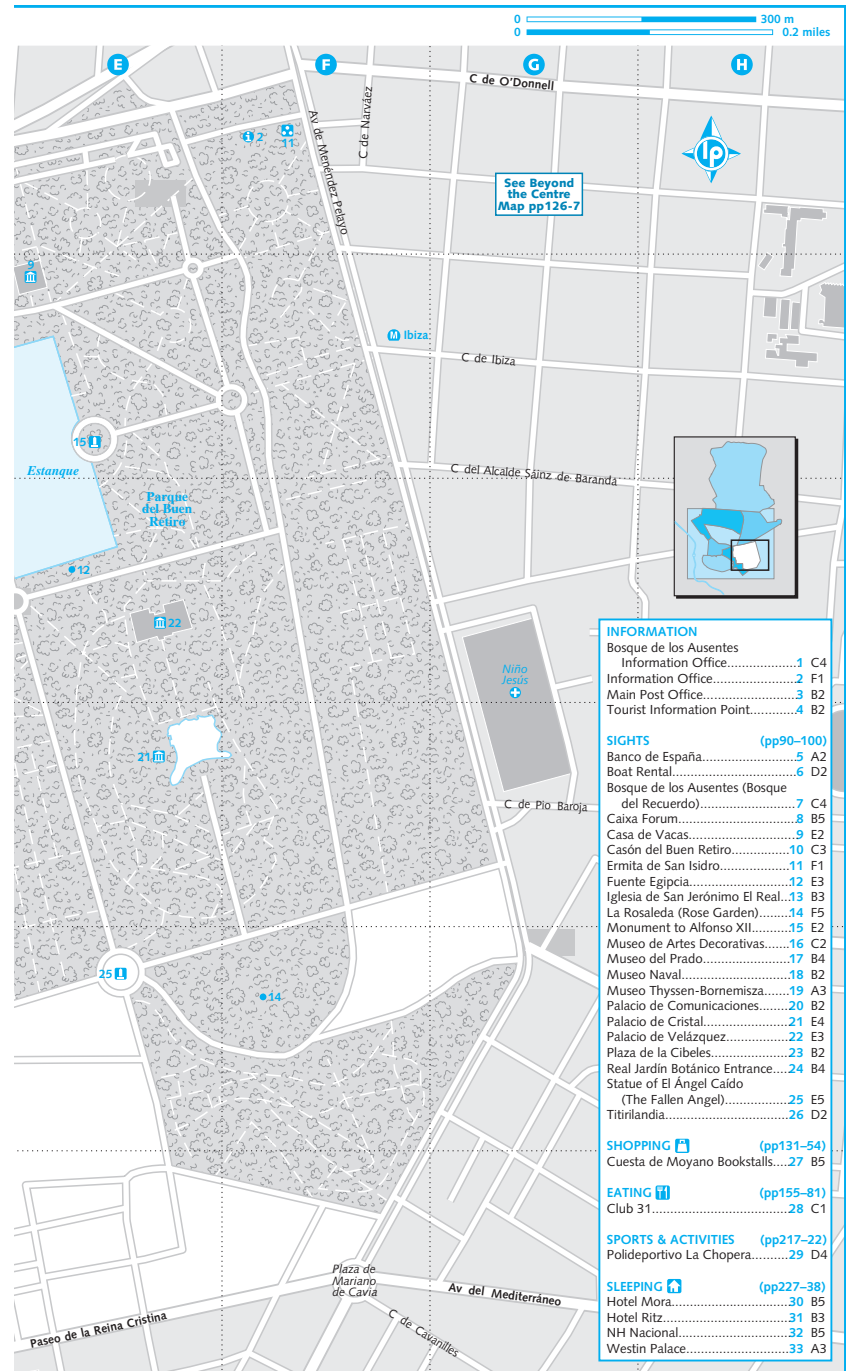 0 300 m
0 0.2 miles
E F G H
C de O'Donnell
C de Narváez
Av de Menéndez Pelayo
2
11
lp
See Beyond
the Centre
Map pp126-7
9
M Ibiza
C de Ibiza
15
Estanque
C del Alcalde Sáinz de Baranda
Parque
del Buen
Retiro
12
22
Niño
Jesús
21
C de Pío Baroja
25
14
Plaza de
Mariano
de Cavia
Av del Mediterráneo
Paseo de la Reina Cristina
C de Cavanilles
INFORMATION
Bosque de los Ausentes
Information Office..................1 C4
Information Office..................2 F1
Main Post Office..................3 B2
Tourist Information Point.........4 B2
SIGHTS (pp90–100)
Banco de España..................5 A2
Boat Rental..................6 D2
Bosque de los Ausentes (Bosque
del Recuerdo)..................7 C4
Caixa Forum..................8 B5
Casa de Vacas..................9 E2
Casón del Buen Retiro............10 C3
Ermita de San Isidro..............11 F1
Fuente Egipcia..................12 E3
Iglesia de San Jerónimo El Real...13 B3
La Rosaleda (Rose Garden).......14 F5
Monument to Alfonso XII.........15 E2
Museo de Artes Decorativas......16 C2
Museo del Prado..................17 B4
Museo Naval..................18 B2
Museo Thyssen-Bornemisza......19 A3
Palacio de Comunicaciones.......20 B2
Palacio de Cristal..................21 E4
Palacio de Velázquez.............22 E3
Plaza de la Cibeles................23 B2
Real Jardín Botánico Entrance....24 B4
Statue of El Ángel Caído
(The Fallen Angel)................25 E5
Titirilandia..................26 D2
SHOPPING (pp131–54)
Cuesta de Moyano Bookstalls....27 B5
EATING (pp155–81)
Club 31..................28 C1
SPORTS & ACTIVITIES (pp217–22)
Polideportivo La Chopera.........29 D4
SLEEPING (pp227–38)
Hotel Mora..................30 B5
Hotel Ritz..................31 B3
NH Nacional..................32 B5
Westin Palace..................33 A3